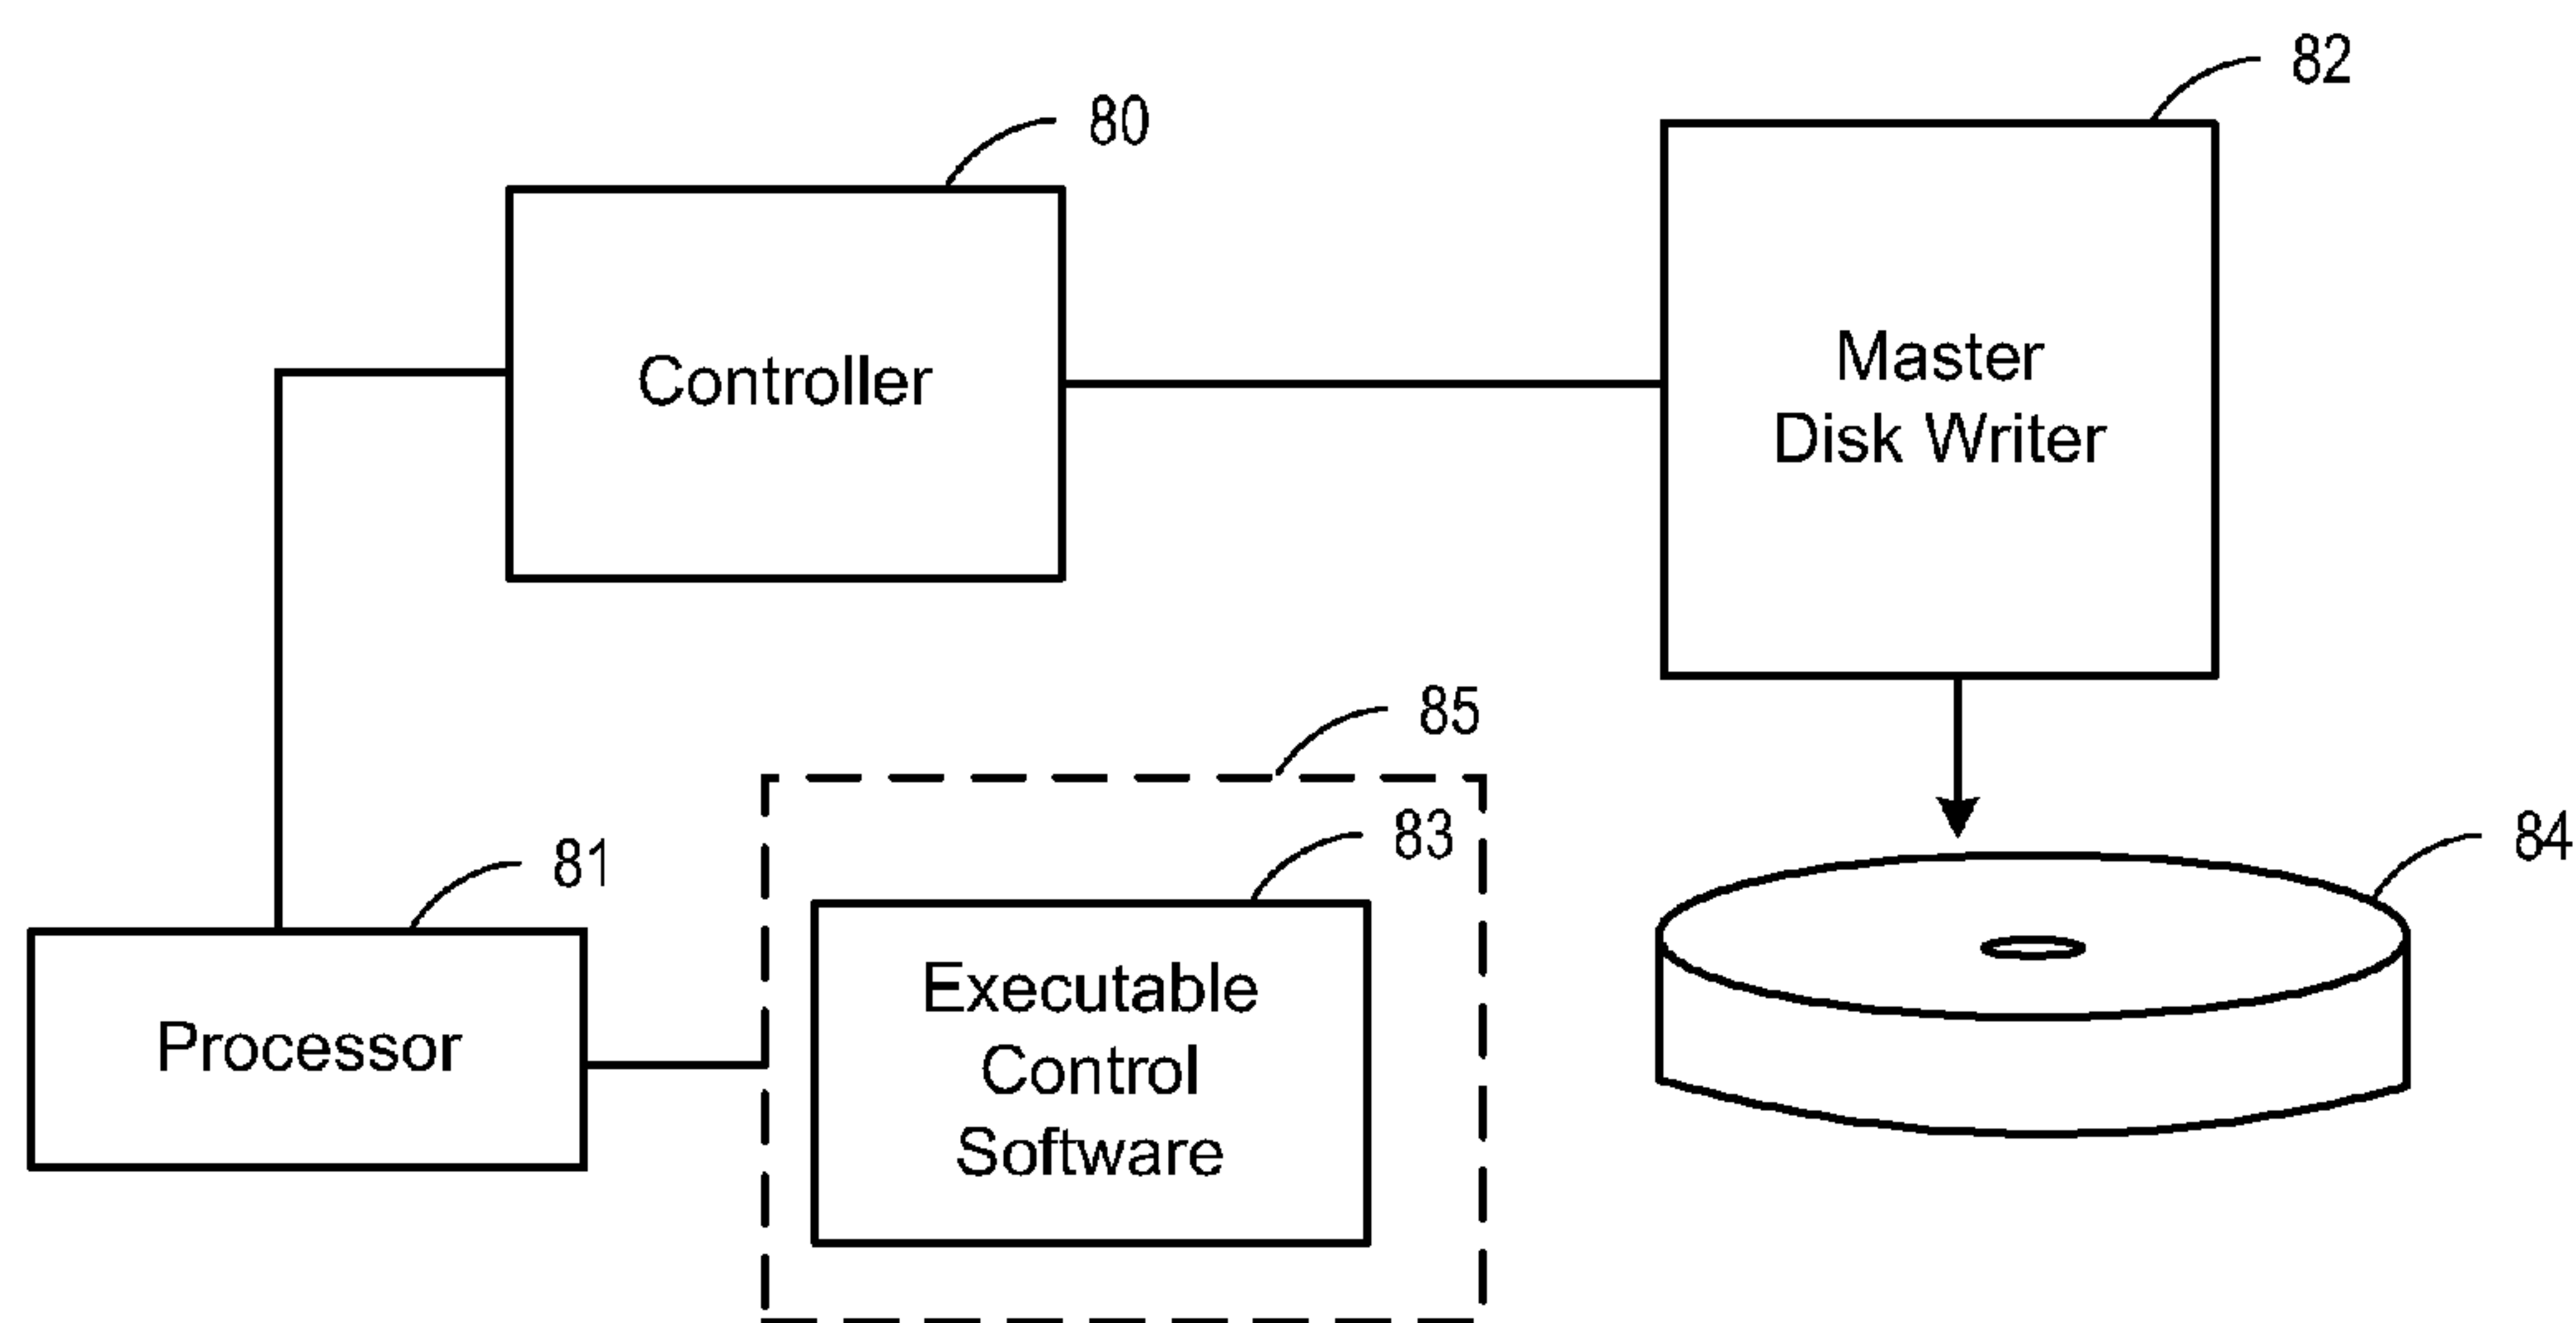 82
80
Controller
Master
Disk Writer
85
83
81
84
Executable
Control
Software
Processor